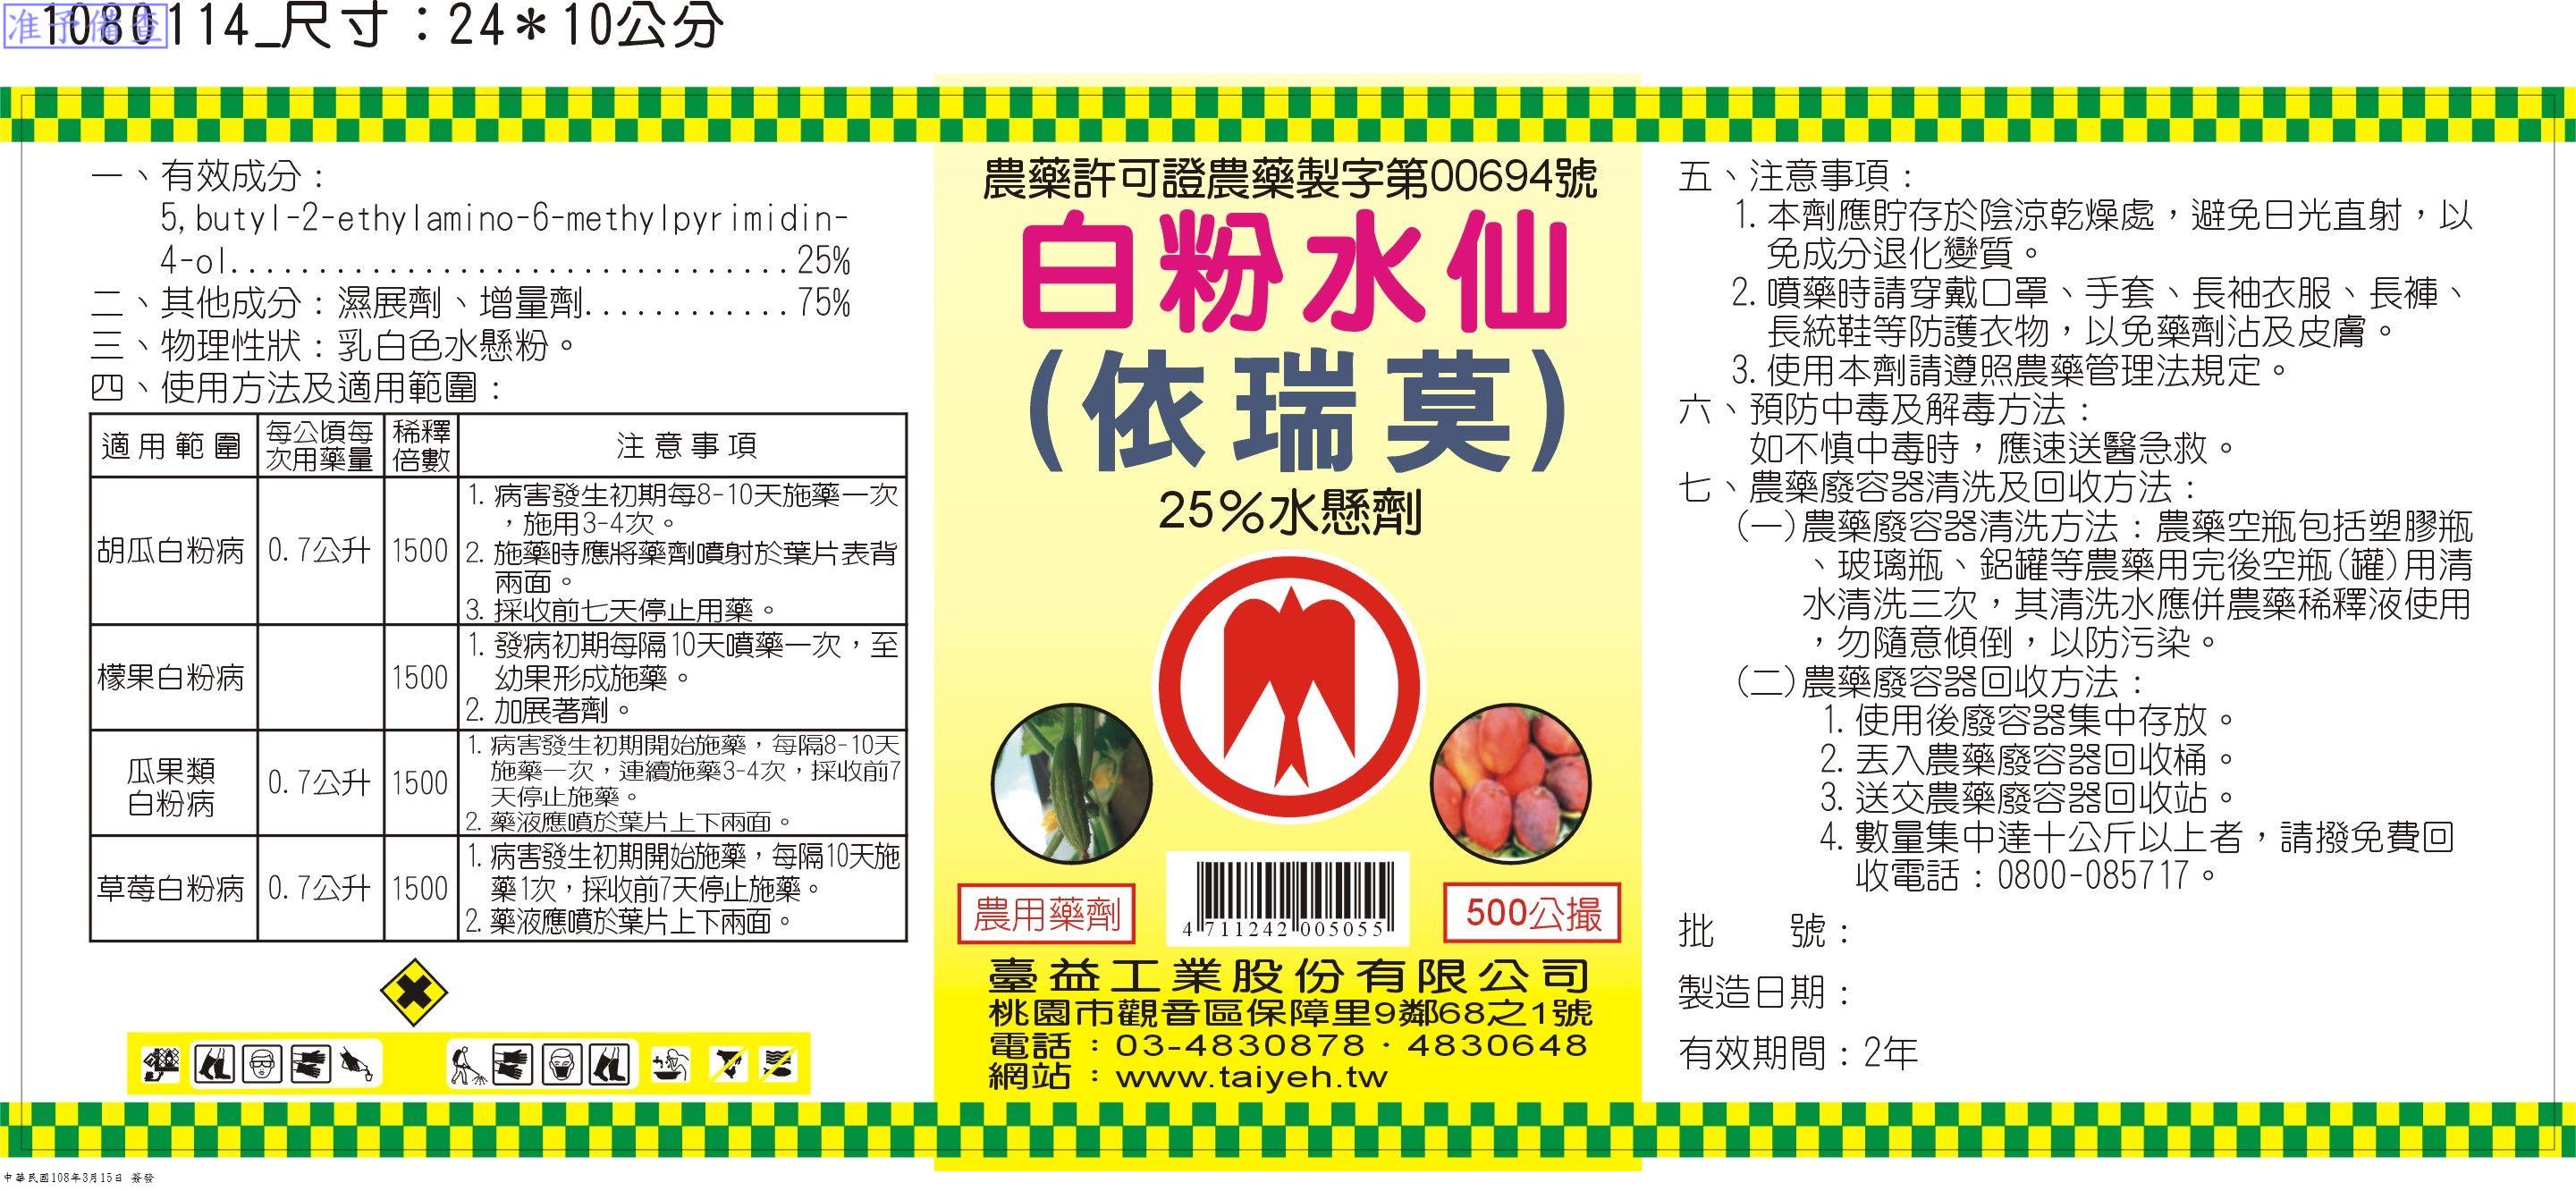 准予備查
1080114_尺寸：24*10公分
一、有效成分：
5,butyl-2-ethylamino-6-methylpyrimidin-
4-ol................................25%
二、其他成分：濕展劑、增量劑............75%
三、物理性狀：乳白色水懸粉。
四、使用方法及適用範圍：
適用範圍 每公頃每次用藥量 稀釋倍數 注意事項
胡瓜白粉病 0.7公升 1500
1. 病害發生初期每8-10天施藥一次
，施用3-4次。
2. 施藥時應將藥劑噴射於葉片表背
兩面。
3. 採收前七天停止用藥。
檬果白粉病 1500
1. 發病初期每隔10天噴藥一次，至
幼果形成施藥。
2. 加展著劑。
瓜果類
白粉病 0.7公升 1500
1. 病害發生初期開始施藥，每隔8-10天
施藥一次，連續施藥3-4次，採收前7
天停止施藥。
2. 藥液應噴於葉片上下兩面。
草莓白粉病 0.7公升 1500
1. 病害發生初期開始施藥，每隔10天施
藥1次，採收前7天停止施藥。
2. 藥液應噴於葉片上下兩面。
農藥許可證農藥製字第00694號
白粉水仙
(依瑞莫)
25%水懸劑
農用藥劑
4 711242 005055
500公撮
臺益工業股份有限公司
桃園市觀音區保障里9鄰68之1號
電話：03-4830878・4830648
網站：www.taiyeh.tw
五、注意事項：
1. 本劑應貯存於陰涼乾燥處，避免日光直射，以
免成分退化變質。
2. 噴藥時請穿戴口罩、手套、長袖衣服、長褲、
長統鞋等防護衣物，以免藥劑沾及皮膚。
3. 使用本劑請遵照農藥管理法規定。
六、預防中毒及解毒方法：
如不慎中毒時，應速送醫急救。
七、農藥廢容器清洗及回收方法：
(一)農藥廢容器清洗方法：農藥空瓶包括塑膠瓶
、玻璃瓶、鋁罐等農藥用完後空瓶(罐)用清
水清洗三次，其清洗水應併農藥稀釋液使用
，勿隨意傾倒，以防污染。
(二)農藥廢容器回收方法：
1. 使用後廢容器集中存放。
2. 丟入農藥廢容器回收桶。
3. 送交農藥廢容器回收站。
4. 數量集中達十公斤以上者，請撥免費回
收電話：0800-085717。
批　　號：
製造日期：
有效期間：2年
中華民國108年3月15日 簽發